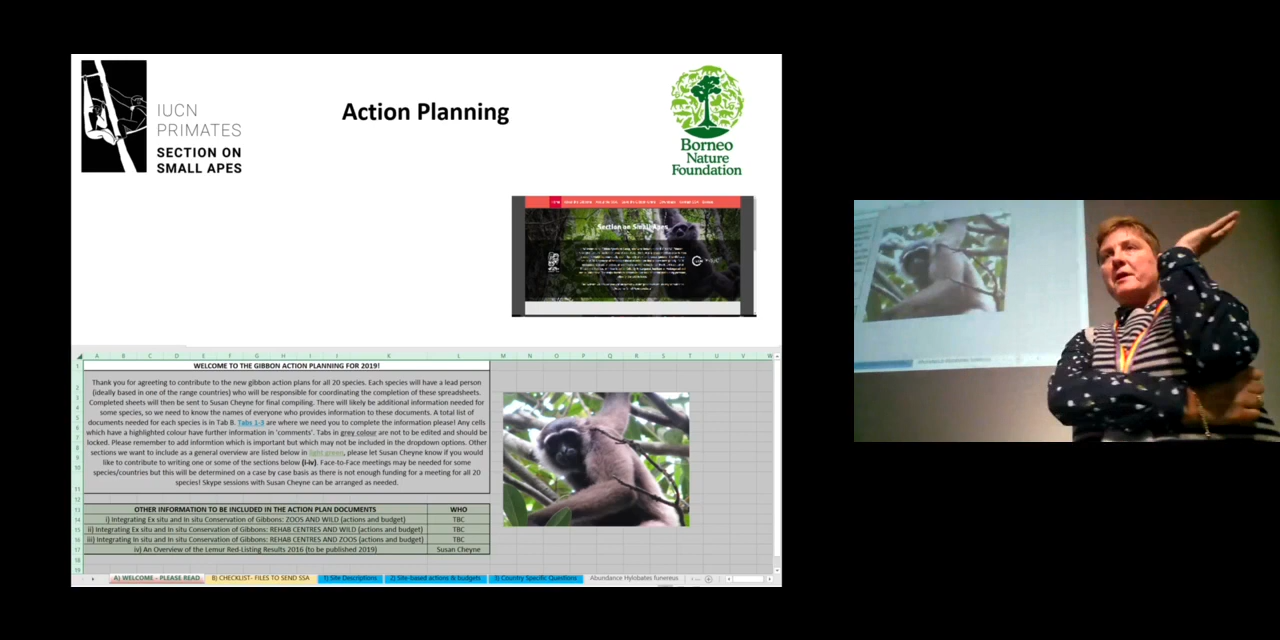 IUCN
PRIMATES
SECTION ON
SMALL APES
Action Planning
Borneo
Nature
Foundation
Section on Small Apes
A B C D E F G H I J K L M N O P Q R S T U V W
WELCOME TO THE GIBBON ACTION PLANNING FOR 2019!
Thank you for agreeing to contribute to the new gibbon action plans for all 20 species. Each species will have a lead person
(ideally based in one of the range countries) who will be responsible for coordinating the completion of these spreadsheets.
Completed sheets will then be sent to Susan Cheyne for final compiling. There will likely be additional information needed for
some species, so we need to know the names of everyone who provides information to these documents. A total list of
documents needed for each species is in Tab B. Tabs 1-3 are where we need you to complete the information please! Any cells
which have a highlighted colour have further information in 'comments'. Tabs in grey colour are not to be edited and should be
locked. Please remember to add informtion which is important but which may not be included in the dropdown options. Other
sections we want to include as a general overview are listed below in light green, please let Susan Cheyne know if you would
like to contribute to writing one or some of the sections below (i-iv). Face-to-Face meetings may be needed for some
species/countries but this will be determined on a case by case basis as there is not enough funding for a meeting for all 20
species! Skype sessions with Susan Cheyne can be arranged as needed.
OTHER INFORMATION TO BE INCLUDED IN THE ACTION PLAN DOCUMENTS WHO
i) Integrating Ex situ and In situ Conservation of Gibbons: ZOOS AND WILD (actions and budget) TBC
ii) Integrating Ex situ and In situ Conservation of Gibbons: REHAB CENTRES AND WILD (actions and budget) TBC
iii) Integrating Ex situ and In situ Conservation of Gibbons: REHAB CENTRES AND ZOOS (actions and budget) TBC
iv) An Overview of the Lemur Red-Listing Results 2016 (to be published 2019) Susan Cheyne
A) WELCOME - PLEASE READ B) CHECKLIST- FILES TO SEND SSA 1) Site Descriptions 2) Site-based actions & budgets 3) Country Specific Questions Abundance Hylobates funereus